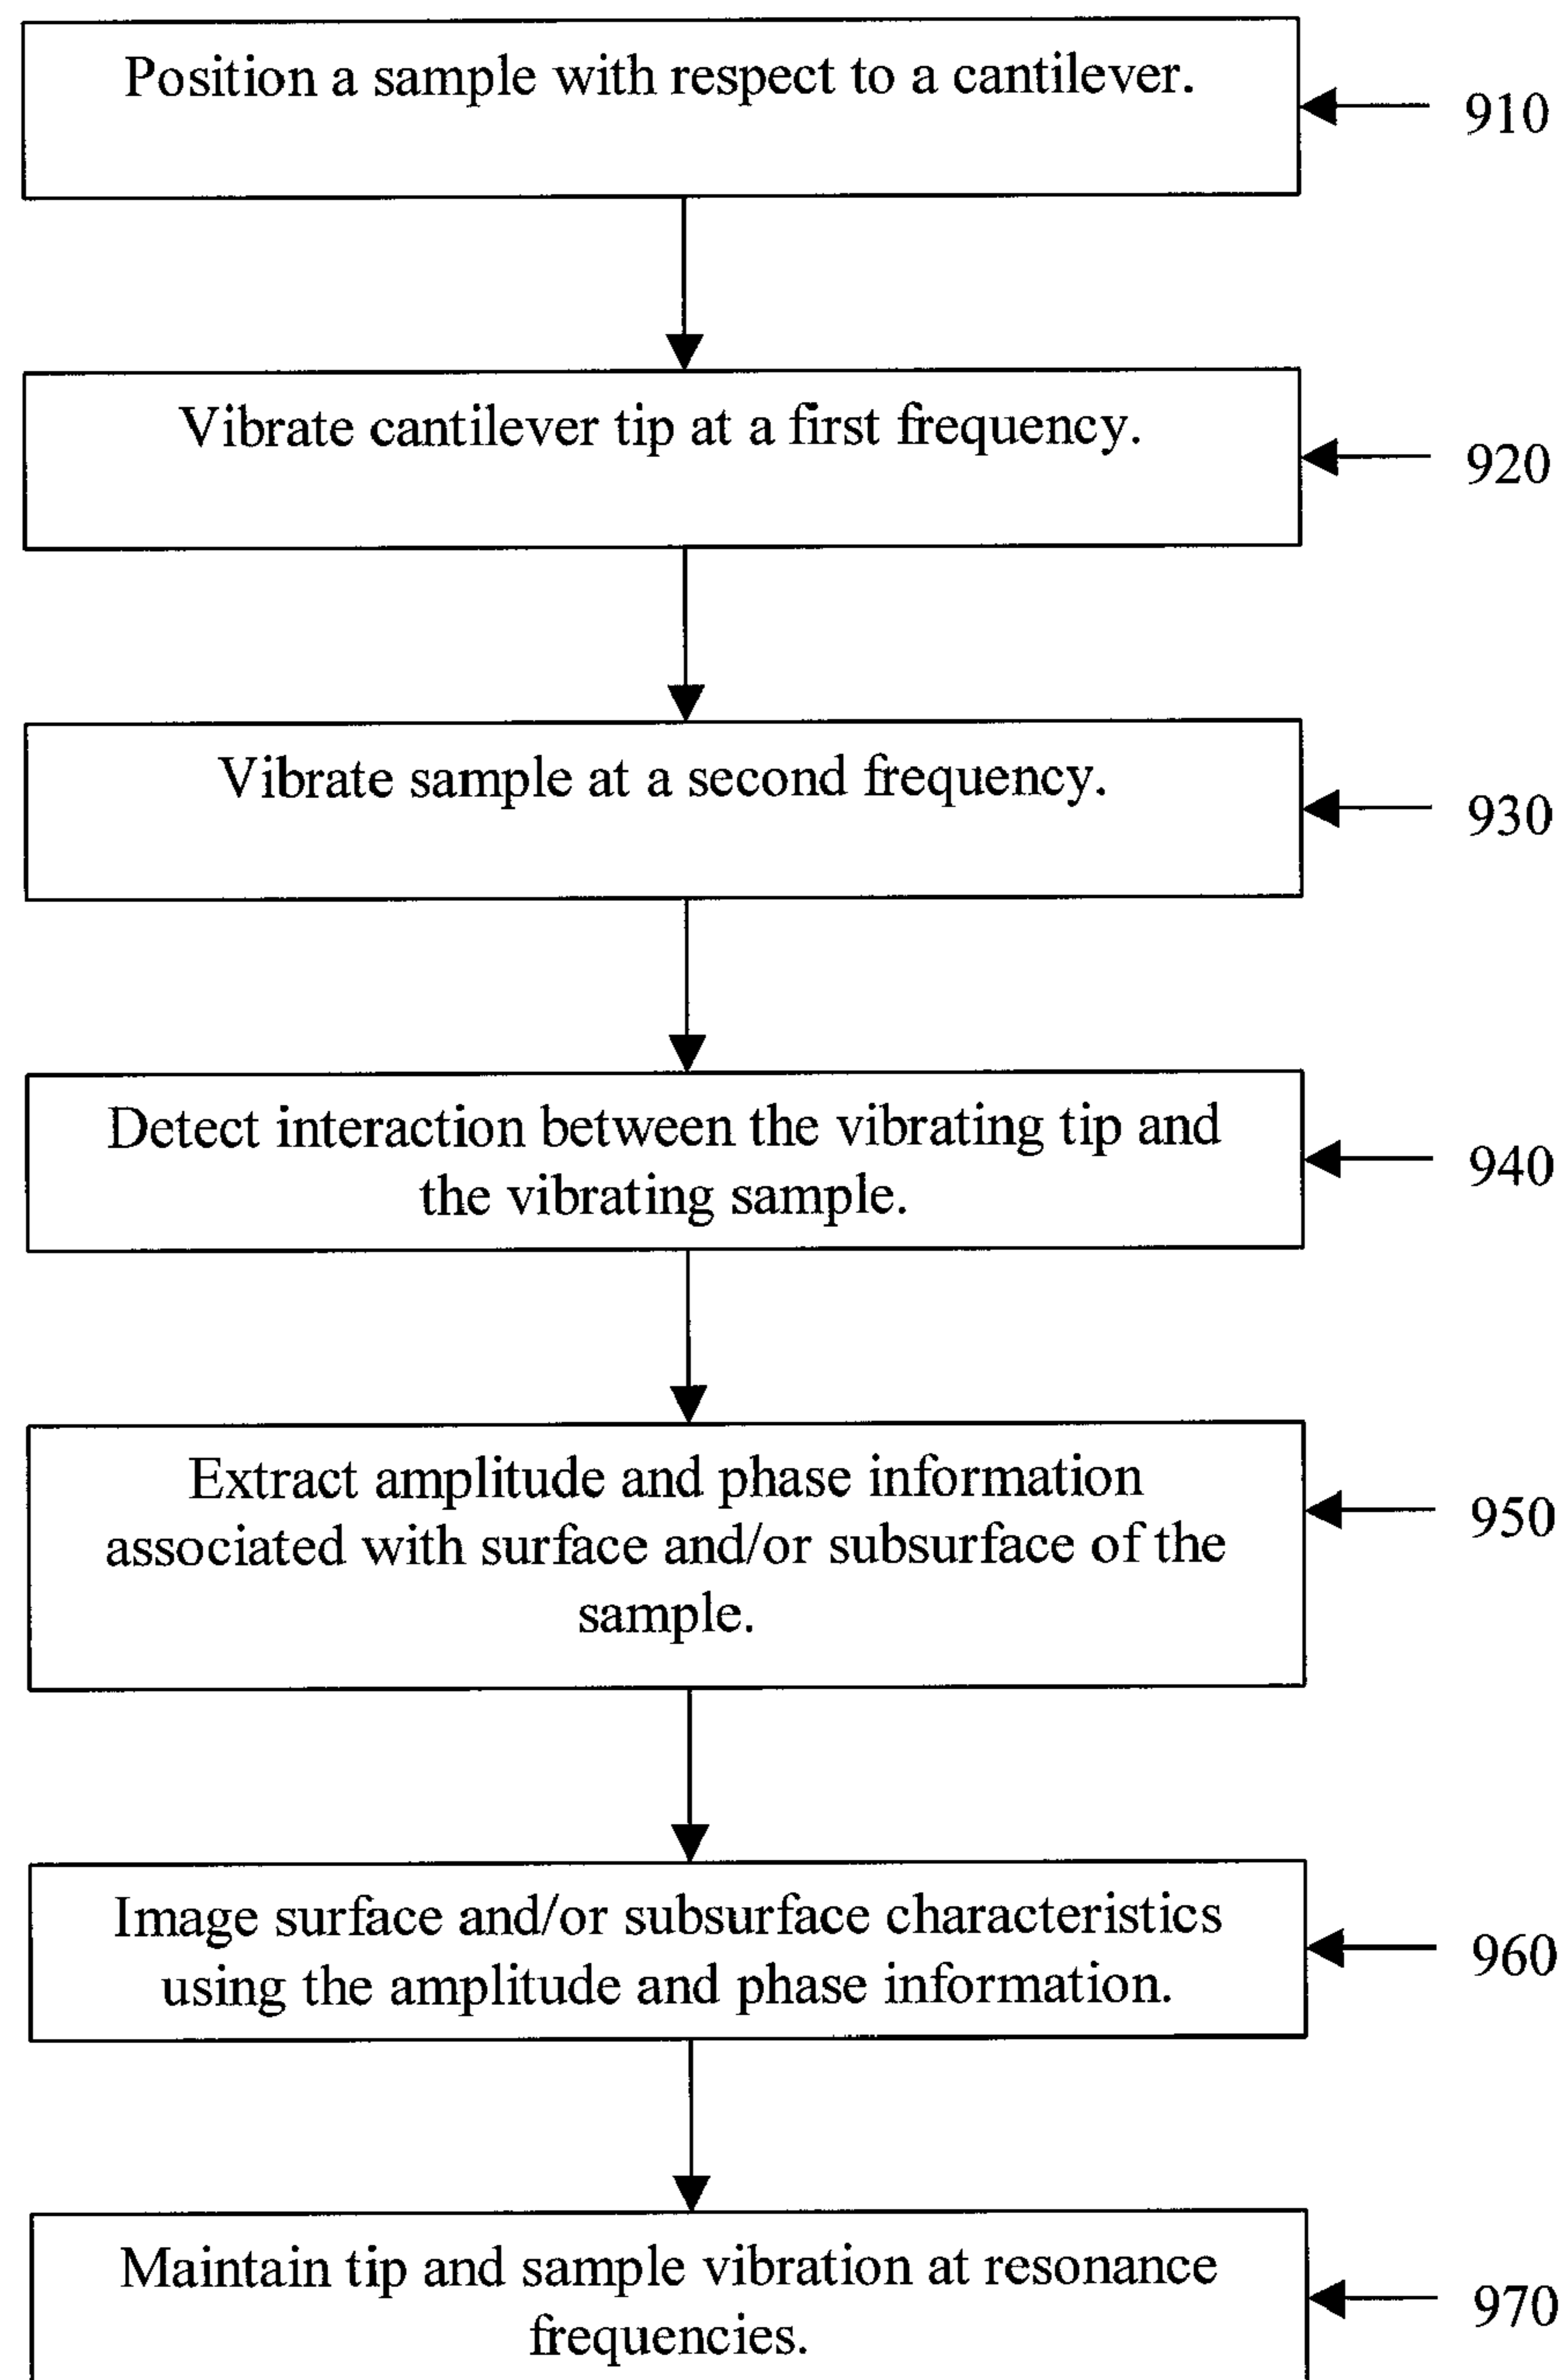 Position a sample with respect to a cantilever.
910
Vibrate cantilever tip at a first frequency.
920
Vibrate sample at a second frequency.
930
Detect interaction between the vibrating tip and
the vibrating sample.
940
Extract amplitude and phase information
associated with surface and/or subsurface of the
sample.
950
Image surface and/or subsurface characteristics
using the amplitude and phase information.
960
Maintain tip and sample vibration at resonance
frequencies.
970